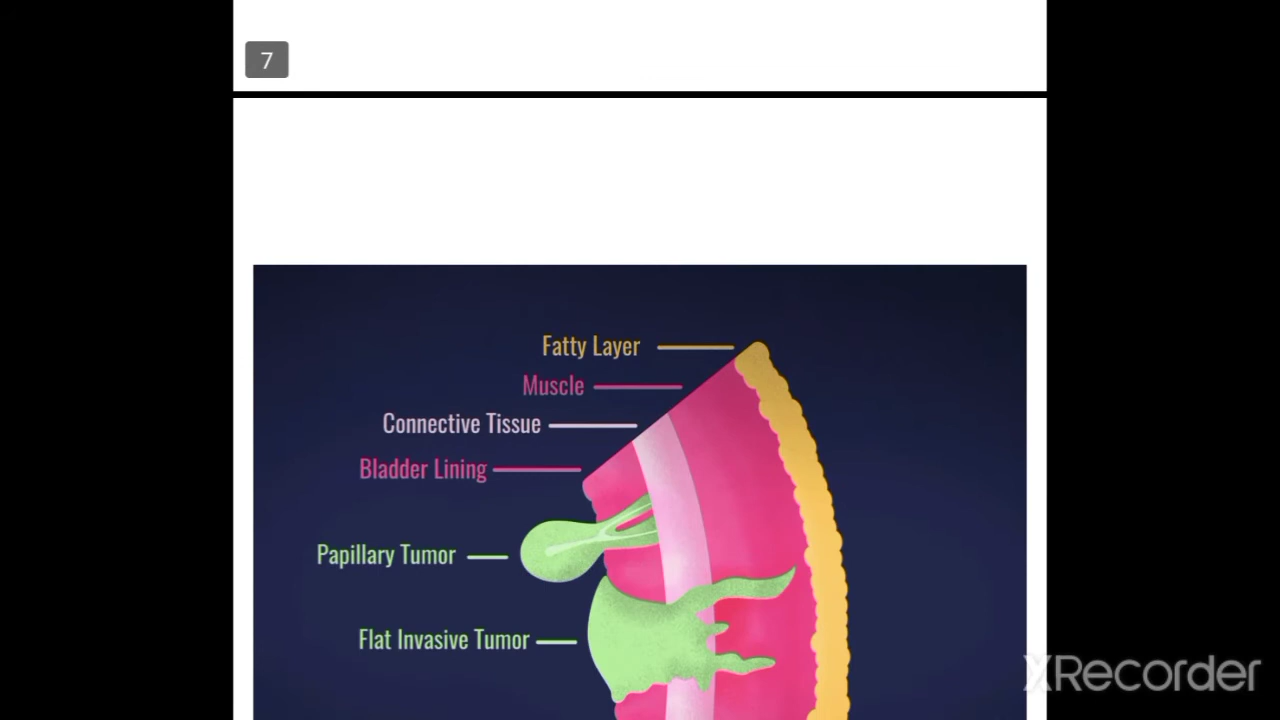 7
Fatty Layer
Muscle
Connective Tissue
Bladder Lining
Papillary Tumor
Flat Invasive Tumor
XRecorder